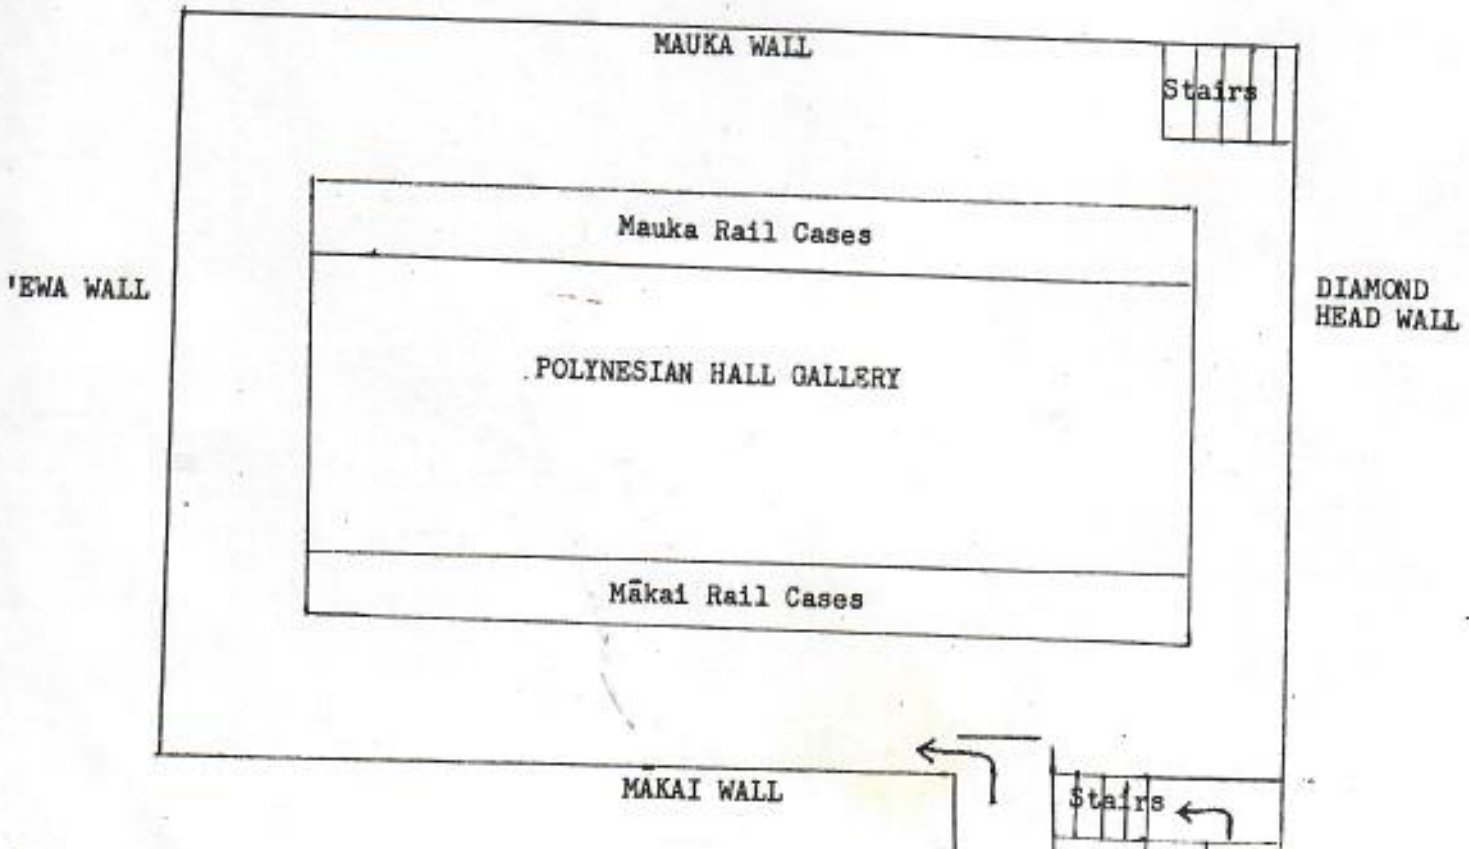 MAUKA WALL
Stairs
Mauka Rail Cases
'EWA WALL
DIAMOND
HEAD WALL
POLYNESIAN HALL GALLERY
Mākai Rail Cases
MĀKAI WALL
Stairs